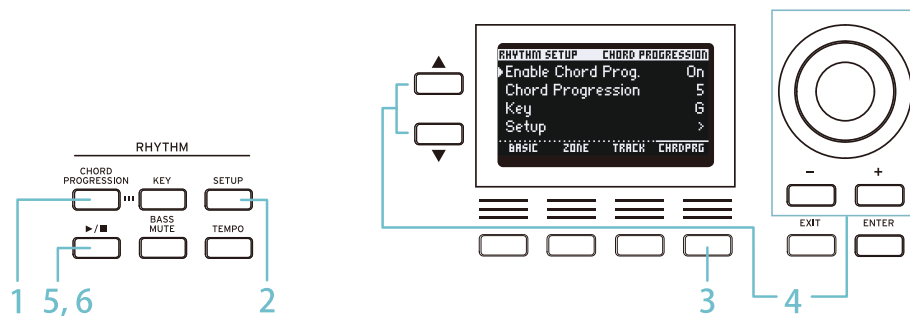 RHYTHM
CHORD
PROGRESSION
KEY
SETUP
▶/■
BASS
MUTE
TEMPO
1
5, 6
2
▲
▼
RHYTHM SETUP CHORD PROGRESSION
▶Enable Chord Prog. On
Chord Progression 5
Key G
Setup >
BASIC ZONE TRACK CHRDPRG
− +
EXIT ENTER
3
4